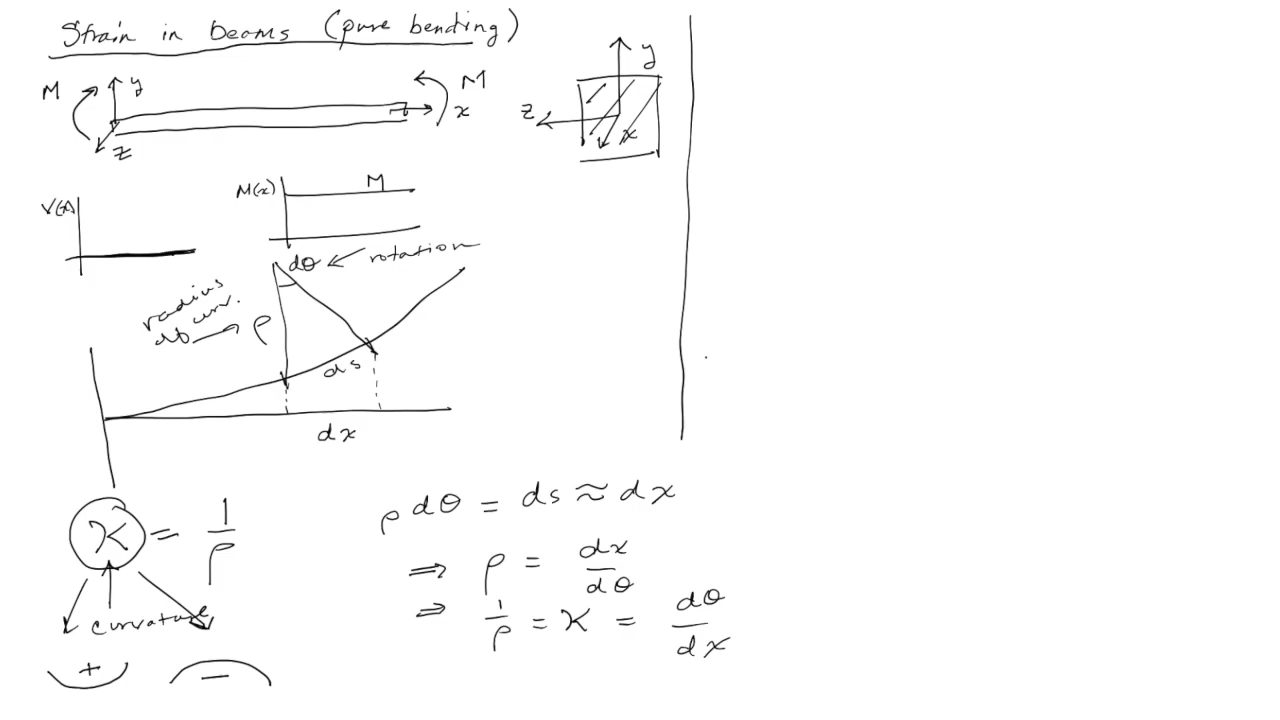 Strain in beams (pure bending)
M y M
z x
y
z
x
V(x)
M(x) M
dθ ← rotation
radius
of curv. → ρ
ds
dx
κ = 1/ρ
curvature
+ −
ρ dθ = ds ≈ dx
⇒ ρ = dx/dθ
⇒ 1/ρ = κ = dθ/dx